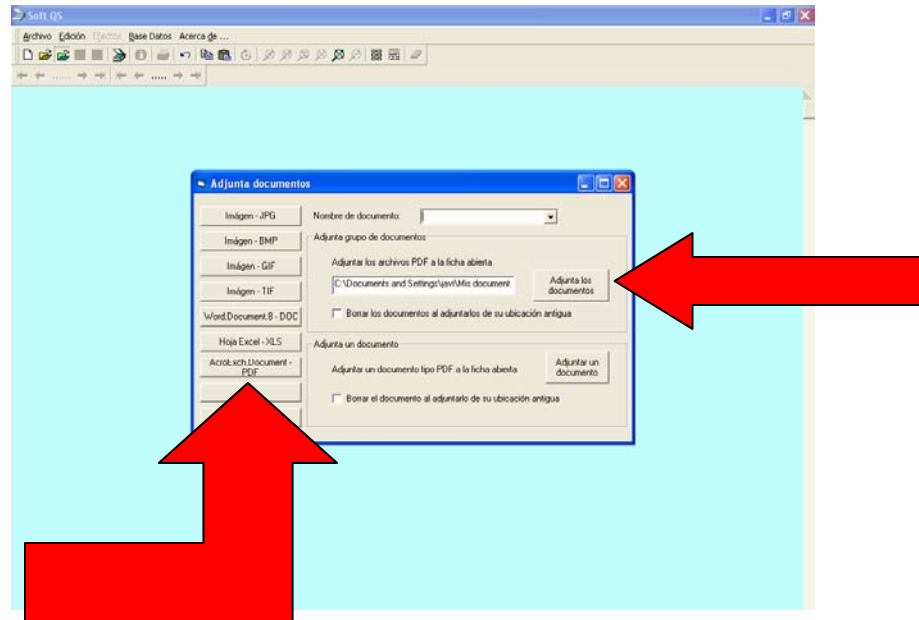 Soft QS
Archivo Edición Efectos Base Datos Acerca de ...
Adjunta documentos
Imágen - JPG
Imágen - BMP
Imágen - GIF
Imágen - TIF
Word.Document.8 - DOC
Hoja Excel - XLS
AcroExch.Document -
PDF
Nombre de documento:
Adjunta grupo de documentos
Adjuntar los archivos PDF a la ficha abierta
C:\Documents and Settings\javi\Mis document
Adjunta los
documentos
Borrar los documentos al adjuntarlos de su ubicación antigua
Adjunta un documento
Adjuntar un documento tipo PDF a la ficha abierta
Adjuntar un
documento
Borrar el documento al adjuntarlo de su ubicación antigua